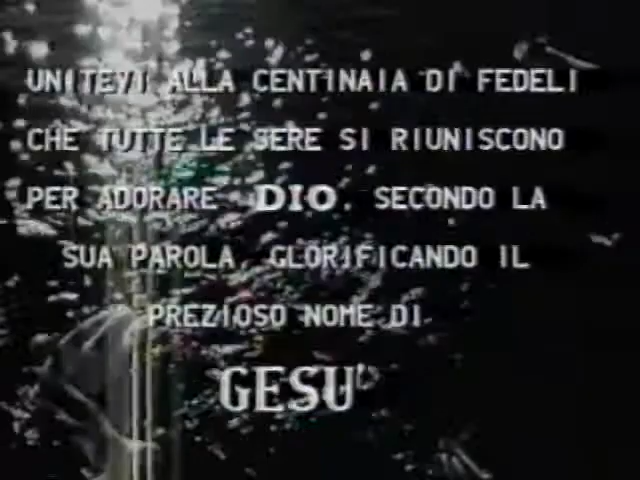 UNITEVI ALLA CENTINAIA DI FEDELI
CHE TUTTE LE SERE SI RIUNISCONO
PER ADORARE DIO, SECONDO LA
SUA PAROLA, GLORIFICANDO IL
PREZIOSO NOME DI
GESU'